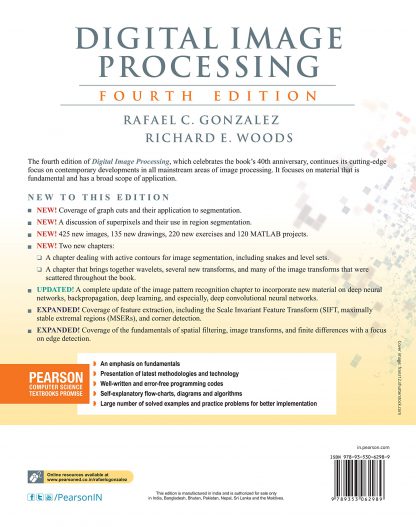 DIGITAL IMAGE
PROCESSING
FOURTH EDITION
RAFAEL C. GONZALEZ
RICHARD E. WOODS
The fourth edition of Digital Image Processing, which celebrates the book's 40th anniversary, continues its cutting-edge
focus on contemporary developments in all mainstream areas of image processing. It focuses on material that is
fundamental and has a broad scope of application.
NEW TO THIS EDITION
NEW! Coverage of graph cuts and their application to segmentation.
NEW! A discussion of superpixels and their use in region segmentation.
NEW! 425 new images, 135 new drawings, 220 new exercises and 120 MATLAB projects.
NEW! Two new chapters:
A chapter dealing with active contours for image segmentation, including snakes and level sets.
A chapter that brings together wavelets, several new transforms, and many of the image transforms that were
scattered throughout the book.
UPDATED! A complete update of the image pattern recognition chapter to incorporate new material on deep neural
networks, backpropagation, deep learning, and especially, deep convolutional neural networks.
EXPANDED! Coverage of feature extraction, including the Scale Invariant Feature Transform (SIFT, maximally
stable extremal regions (MSERs), and corner detection.
EXPANDED! Coverage of the fundamentals of spatial filtering, image transforms, and finite differences with a focus
on edge detection.
PEARSON
COMPUTER SCIENCE
TEXTBOOKS PROMISE
An emphasis on fundamentals
Presentation of latest methodologies and technology
Well-written and error-free programming codes
Self-explanatory flow-charts, diagrams and algorithms
Large number of solved examples and practice problems for better implementation
in.pearson.com
ISBN 978-93-530-6298-9
9 789353 062989
Online resources available at
www.pearsoned.co.in/rafaelcgonzalez
/PearsonIN
This edition is manufactured in India and is authorized for sale only
in India, Bangladesh, Bhutan, Pakistan, Nepal, Sri Lanka and the Maldives.